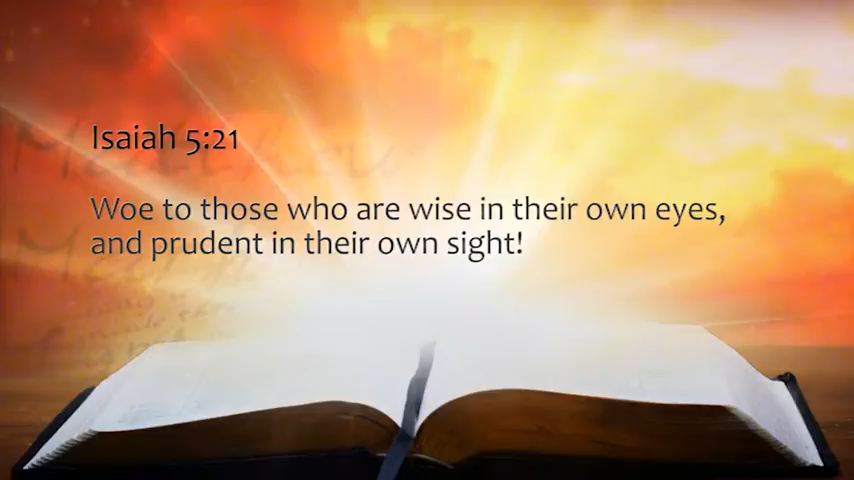 Isaiah 5:21
Woe to those who are wise in their own eyes,
and prudent in their own sight!